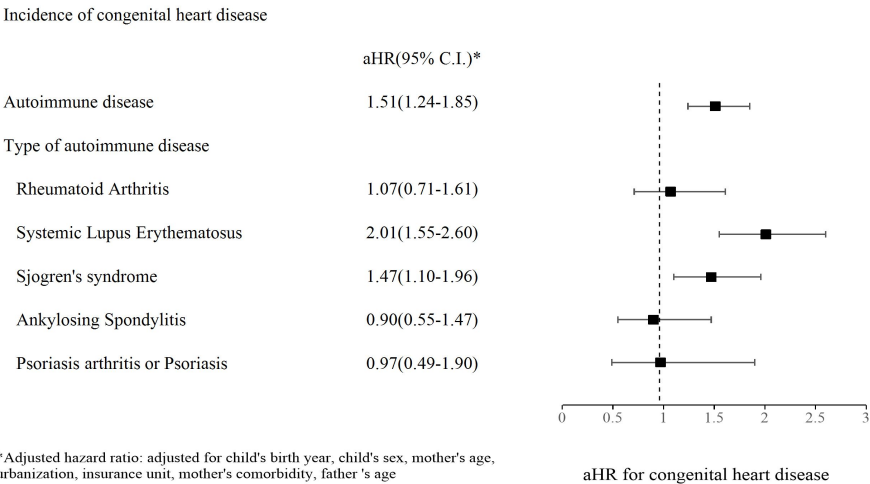 Incidence of congenital heart disease
aHR(95% C.I.)*
Autoimmune disease 1.51(1.24-1.85)
Type of autoimmune disease
Rheumatoid Arthritis 1.07(0.71-1.61)
Systemic Lupus Erythematosus 2.01(1.55-2.60)
Sjogren's syndrome 1.47(1.10-1.96)
Ankylosing Spondylitis 0.90(0.55-1.47)
Psoriasis arthritis or Psoriasis 0.97(0.49-1.90)
0 0.5 1 1.5 2 2.5 3
*Adjusted hazard ratio: adjusted for child's birth year, child's sex, mother's age,
urbanization, insurance unit, mother's comorbidity, father 's age
aHR for congenital heart disease